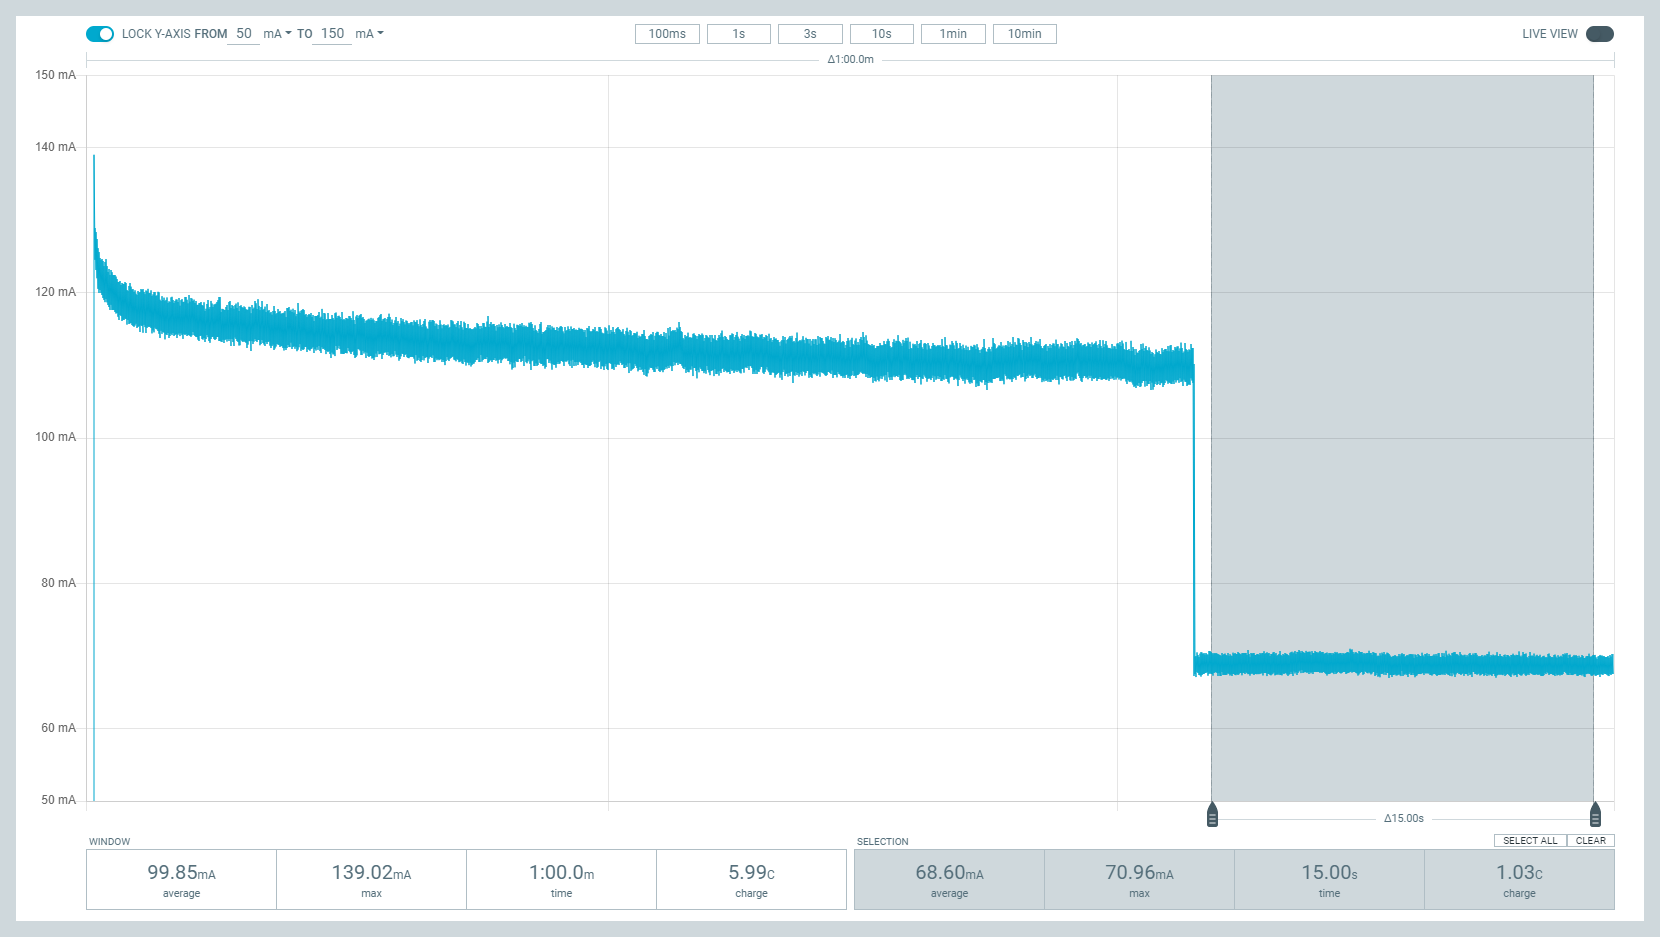 LOCK Y-AXIS FROM 50 mA TO 150 mA
100ms 1s 3s 10s 1min 10min
LIVE VIEW
Δ1:00.0m
150 mA
140 mA
120 mA
100 mA
80 mA
60 mA
50 mA
Δ15.00s
WINDOW
99.85mA average
139.02mA max
1:00.0m time
5.99C charge
SELECTION
SELECT ALL CLEAR
68.60mA average
70.96mA max
15.00s time
1.03C charge